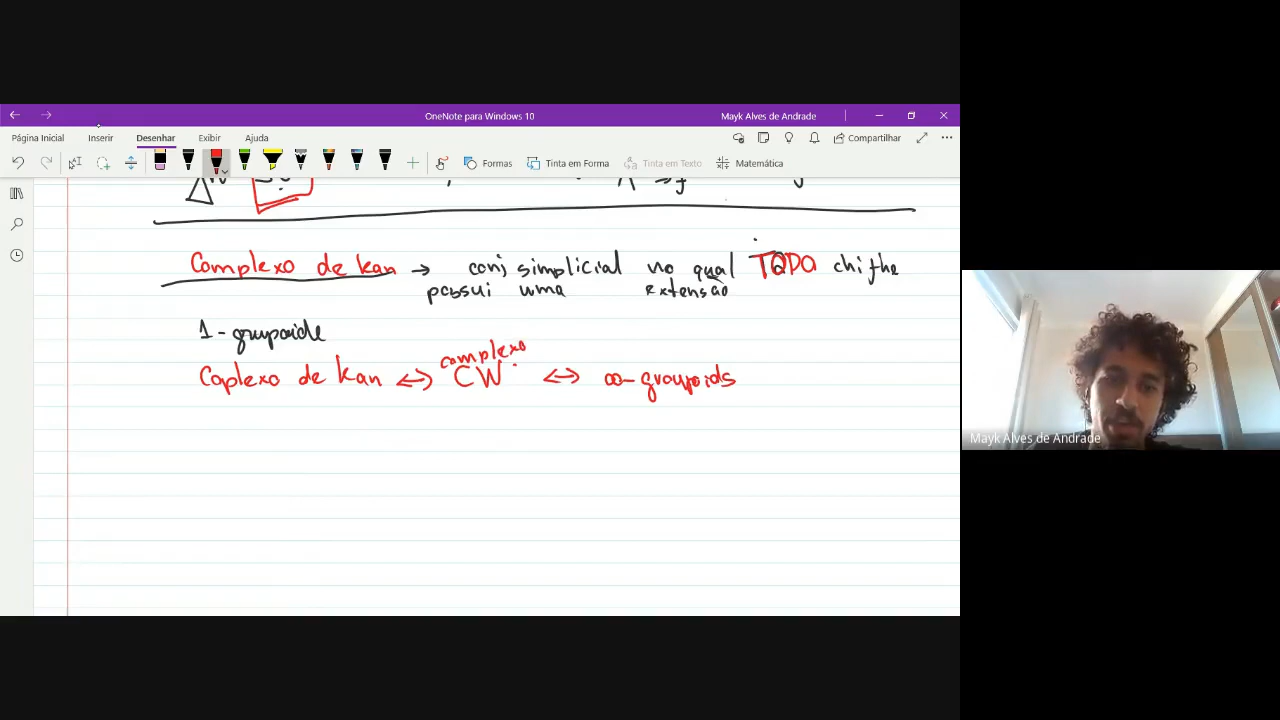 OneNote para Windows 10
Mayk Alves de Andrade
Página Inicial Inserir Desenhar Exibir Ajuda
Compartilhar
Formas Tinta em Forma Tinta em Texto Matemática
Complexo de kan → conj simplicial no qual TODO chifre
possui uma extensão
1-grupoide
complexo
Coplexo de kan ↔ CW ↔ ∞-groupoids
Mayk Alves de Andrade